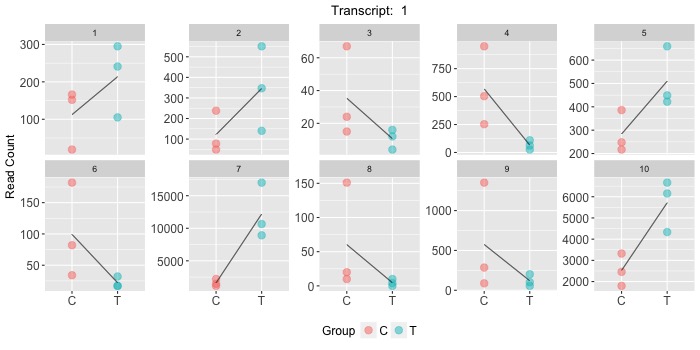 Transcript: 1
Read Count
1 2 3 4 5
300 200 100
500 400 300 200 100
60 40 20
750 500 250 0
600 500 400 300 200
6 7 8 9 10
150 100 50
15000 10000 5000
150 100 50 0
1000 500 0
6000 5000 4000 3000 2000
C T C T C T C T C T
Group C T